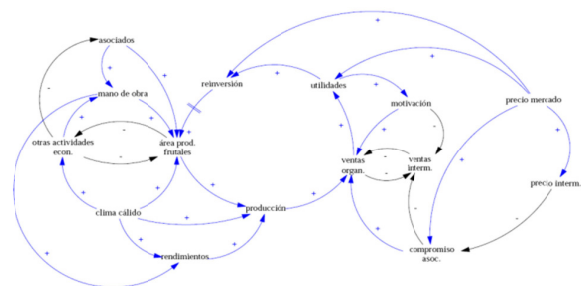 asociados
reinversión
utilidades
mano de obra
motivación
precio mercado
otras actividades
econ.
área prod.
frutales
ventas
organ.
ventas
interm.
precio interm.
clima cálido
producción
rendimientos
compromiso
asoc.